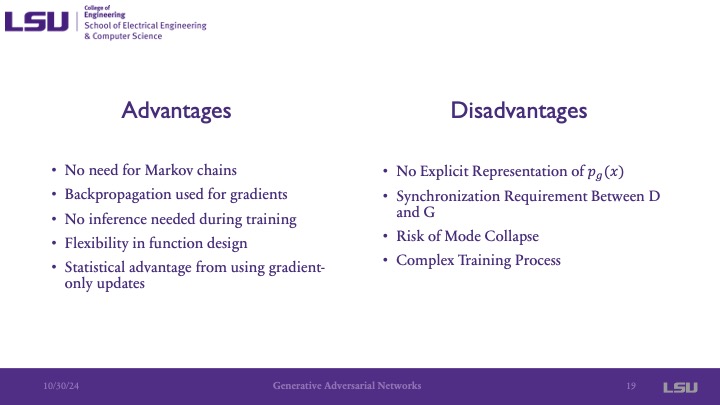 LSU
College of
Engineering
School of Electrical Engineering
& Computer Science
Advantages
• No need for Markov chains
• Backpropagation used for gradients
• No inference needed during training
• Flexibility in function design
• Statistical advantage from using gradient-
only updates
Disadvantages
• No Explicit Representation of p_g(x)
• Synchronization Requirement Between D
and G
• Risk of Mode Collapse
• Complex Training Process
10/30/24
Generative Adversarial Networks
19
LSU